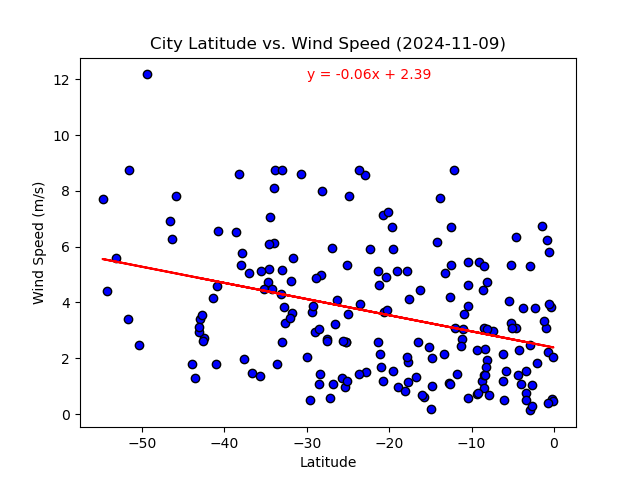 City Latitude vs. Wind Speed (2024-11-09)
y = -0.06x + 2.39
12
10
8
6
4
2
0
Wind Speed (m/s)
−50 −40 −30 −20 −10 0
Latitude